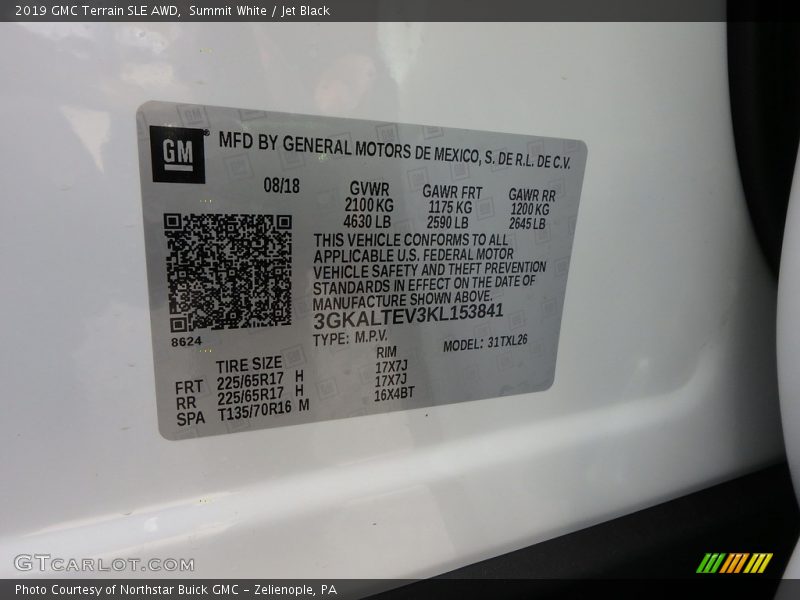 2019 GMC Terrain SLE AWD,  Summit White / Jet Black
GM® MFD BY GENERAL MOTORS DE MEXICO, S. DE R.L. DE C.V.
08/18 GVWR GAWR FRT GAWR RR
2100 KG 1175 KG 1200 KG
4630 LB 2590 LB 2645 LB
THIS VEHICLE CONFORMS TO ALL
APPLICABLE U.S. FEDERAL MOTOR
VEHICLE SAFETY AND THEFT PREVENTION
STANDARDS IN EFFECT ON THE DATE OF
MANUFACTURE SHOWN ABOVE.
3GKALTEV3KL153841
8624 TYPE: M.P.V. MODEL: 31TXL26
TIRE SIZE RIM
FRT 225/65R17 H 17X7J
RR 225/65R17 H 17X7J
SPA T135/70R16 M 16X4BT
GTCARLOT.COM
Photo Courtesy of Northstar Buick GMC - Zelienople, PA